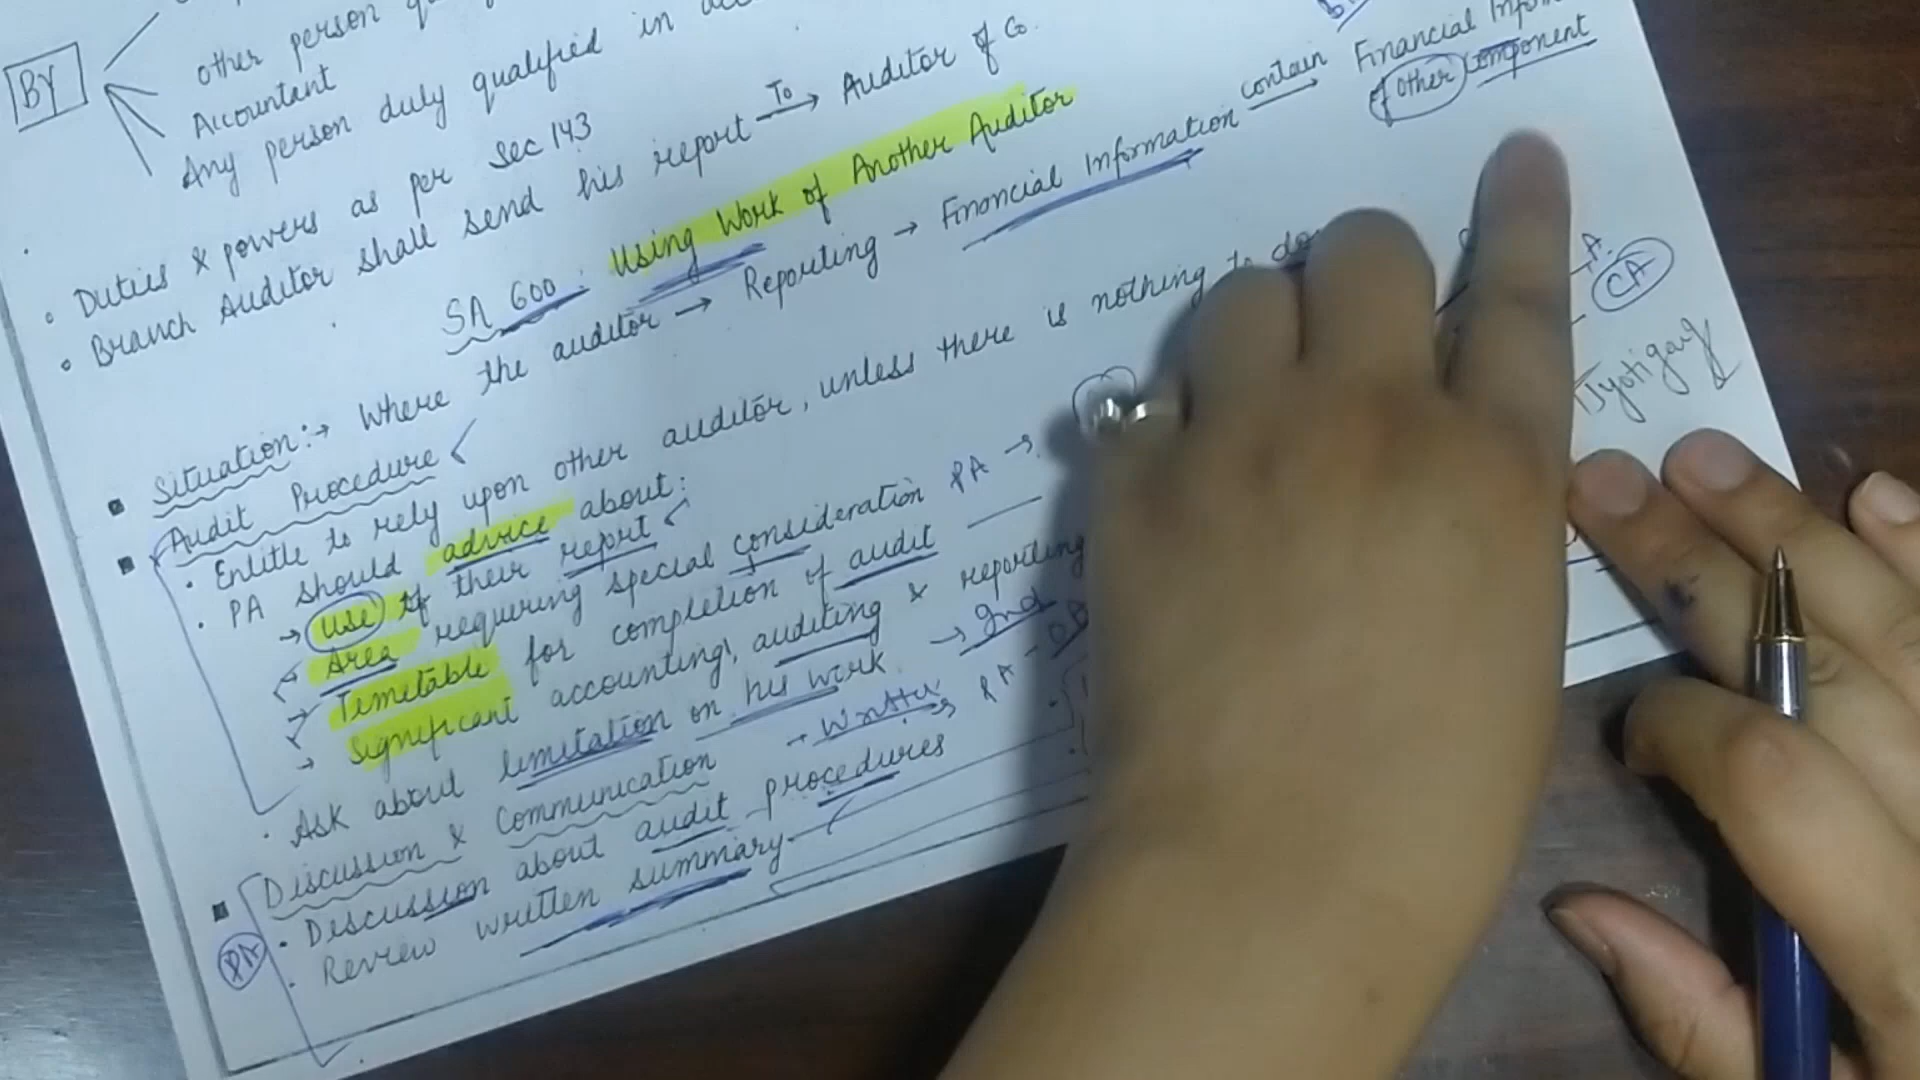 BY
other person
Accountant
Any person duly qualified in
• Duties & powers as per Sec 143
• Branch Auditor shall send his report To → Auditor of Co.
SA 600 : Using Work of Another Auditor
▪ Situation :→ Where the auditor → Reporting → Financial Information contain → Financial
of Other Component
▪ Audit Procedure
• Entitle to rely upon other auditor, unless there is nothing to do
• PA should advice about:
→ Use of their report
→ Area requiring special consideration PA →
→ Timetable for completion of audit
→ Significant accounting, auditing & reporting
• Ask about limitation on his work.
▪ Discussion & Communication
• Discussion about audit procedures
• Review written summary
→ Written → PA
PA
A.
CA
Jyotigarg